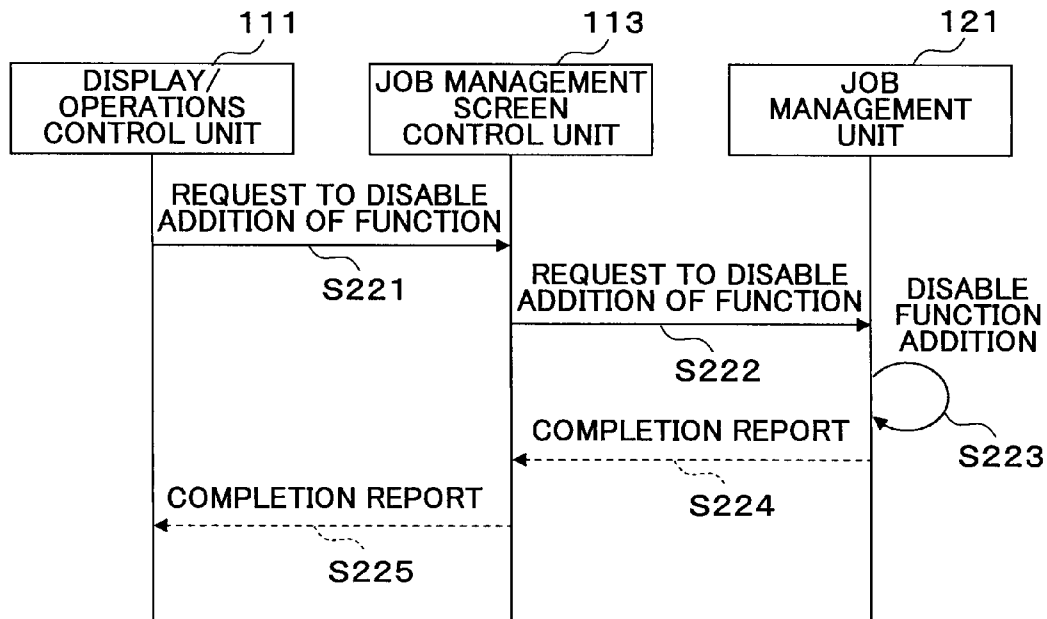 111
113
121
DISPLAY/
OPERATIONS
CONTROL UNIT
JOB MANAGEMENT
SCREEN
CONTROL UNIT
JOB
MANAGEMENT
UNIT
REQUEST TO DISABLE
ADDITION OF FUNCTION
S221
REQUEST TO DISABLE
ADDITION OF FUNCTION
S222
DISABLE
FUNCTION
ADDITION
S223
COMPLETION REPORT
S224
COMPLETION REPORT
S225